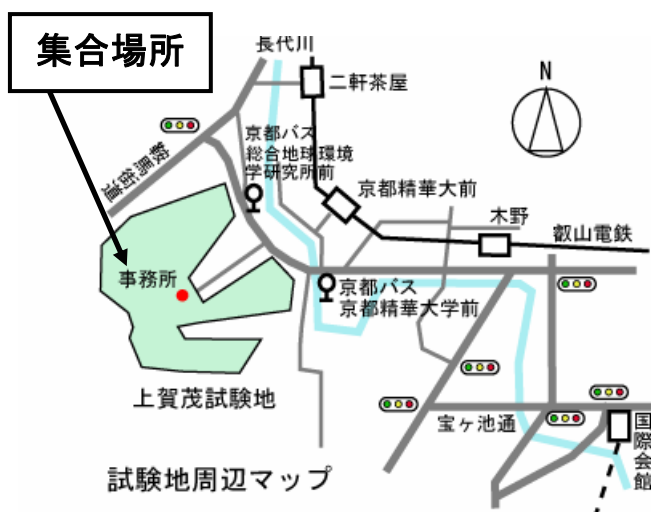 集合場所
長代川
二軒茶屋
N
京都バス
総合地球環境
学研究所前
鞍馬街道
京都精華大前
木野
叡山電鉄
事務所
京都バス
京都精華大学前
上賀茂試験地
宝ヶ池通
国際会館
試験地周辺マップ